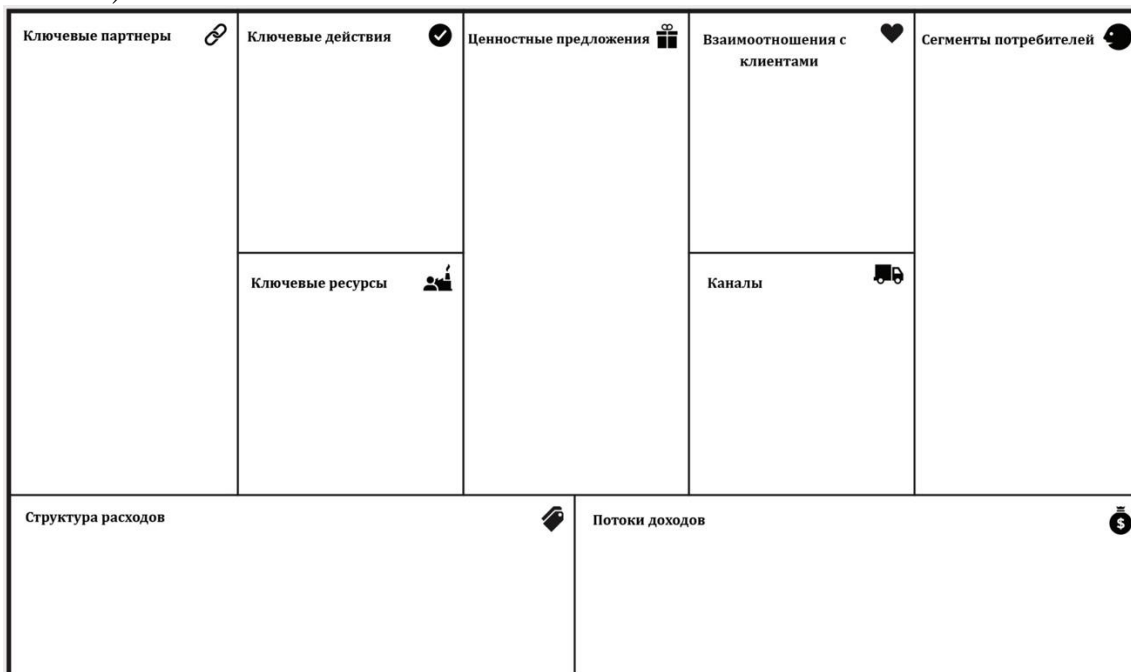 Ключевые партнеры
Ключевые действия
Ценностные предложения
Взаимоотношения с
клиентами
Сегменты потребителей
Ключевые ресурсы
Каналы
Структура расходов
Потоки доходов
$